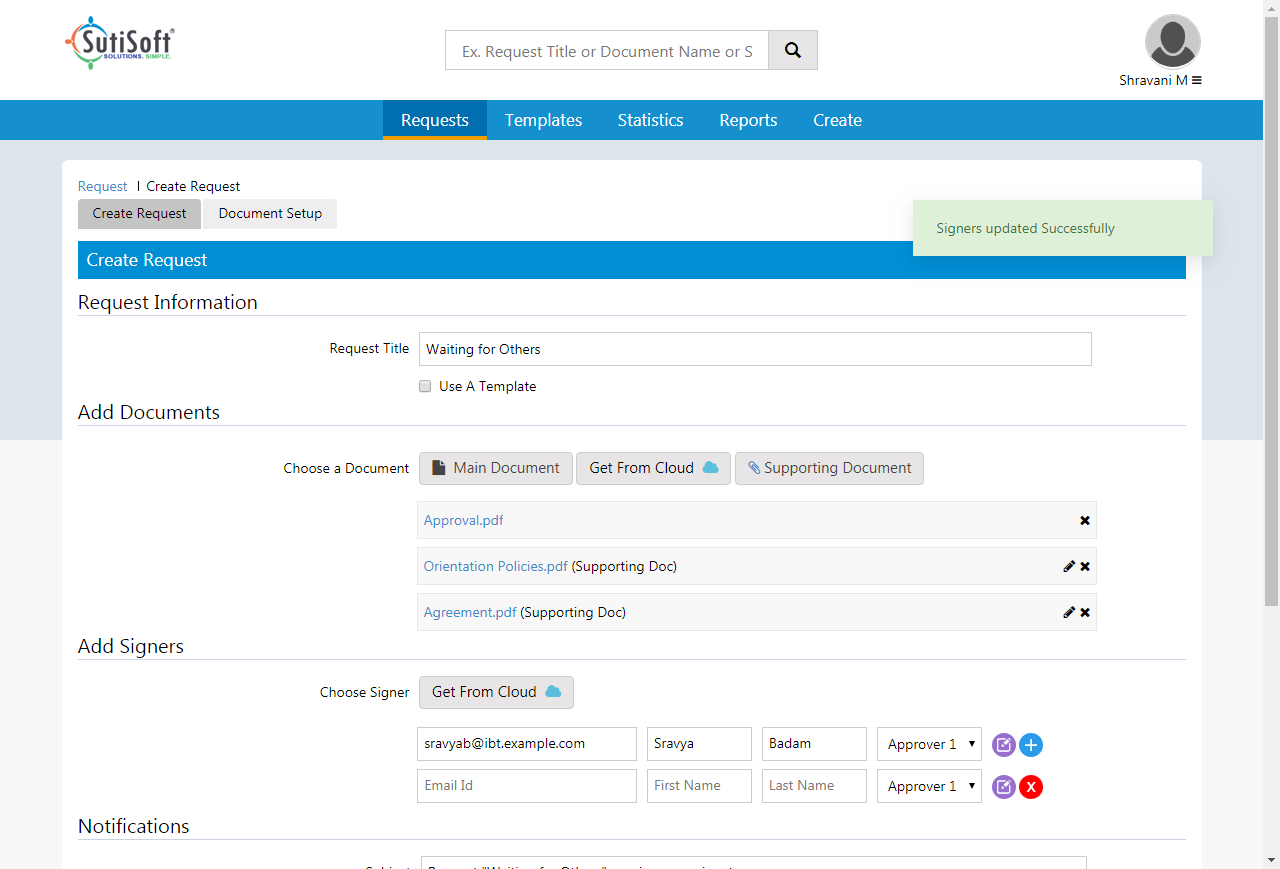 SutiSoft®
SOLUTIONS. SIMPLE.
Ex. Request Title or Document Name or S
Shravani M
Requests Templates Statistics Reports Create
Request | Create Request
Create Request Document Setup
Signers updated Successfully
Create Request
Request Information
Request Title Waiting for Others
Use A Template
Add Documents
Choose a Document Main Document Get From Cloud Supporting Document
Approval.pdf
Orientation Policies.pdf (Supporting Doc)
Agreement.pdf (Supporting Doc)
Add Signers
Choose Signer Get From Cloud
sravyab@ibt.example.com Sravya Badam Approver 1
Email Id First Name Last Name Approver 1 X
Notifications